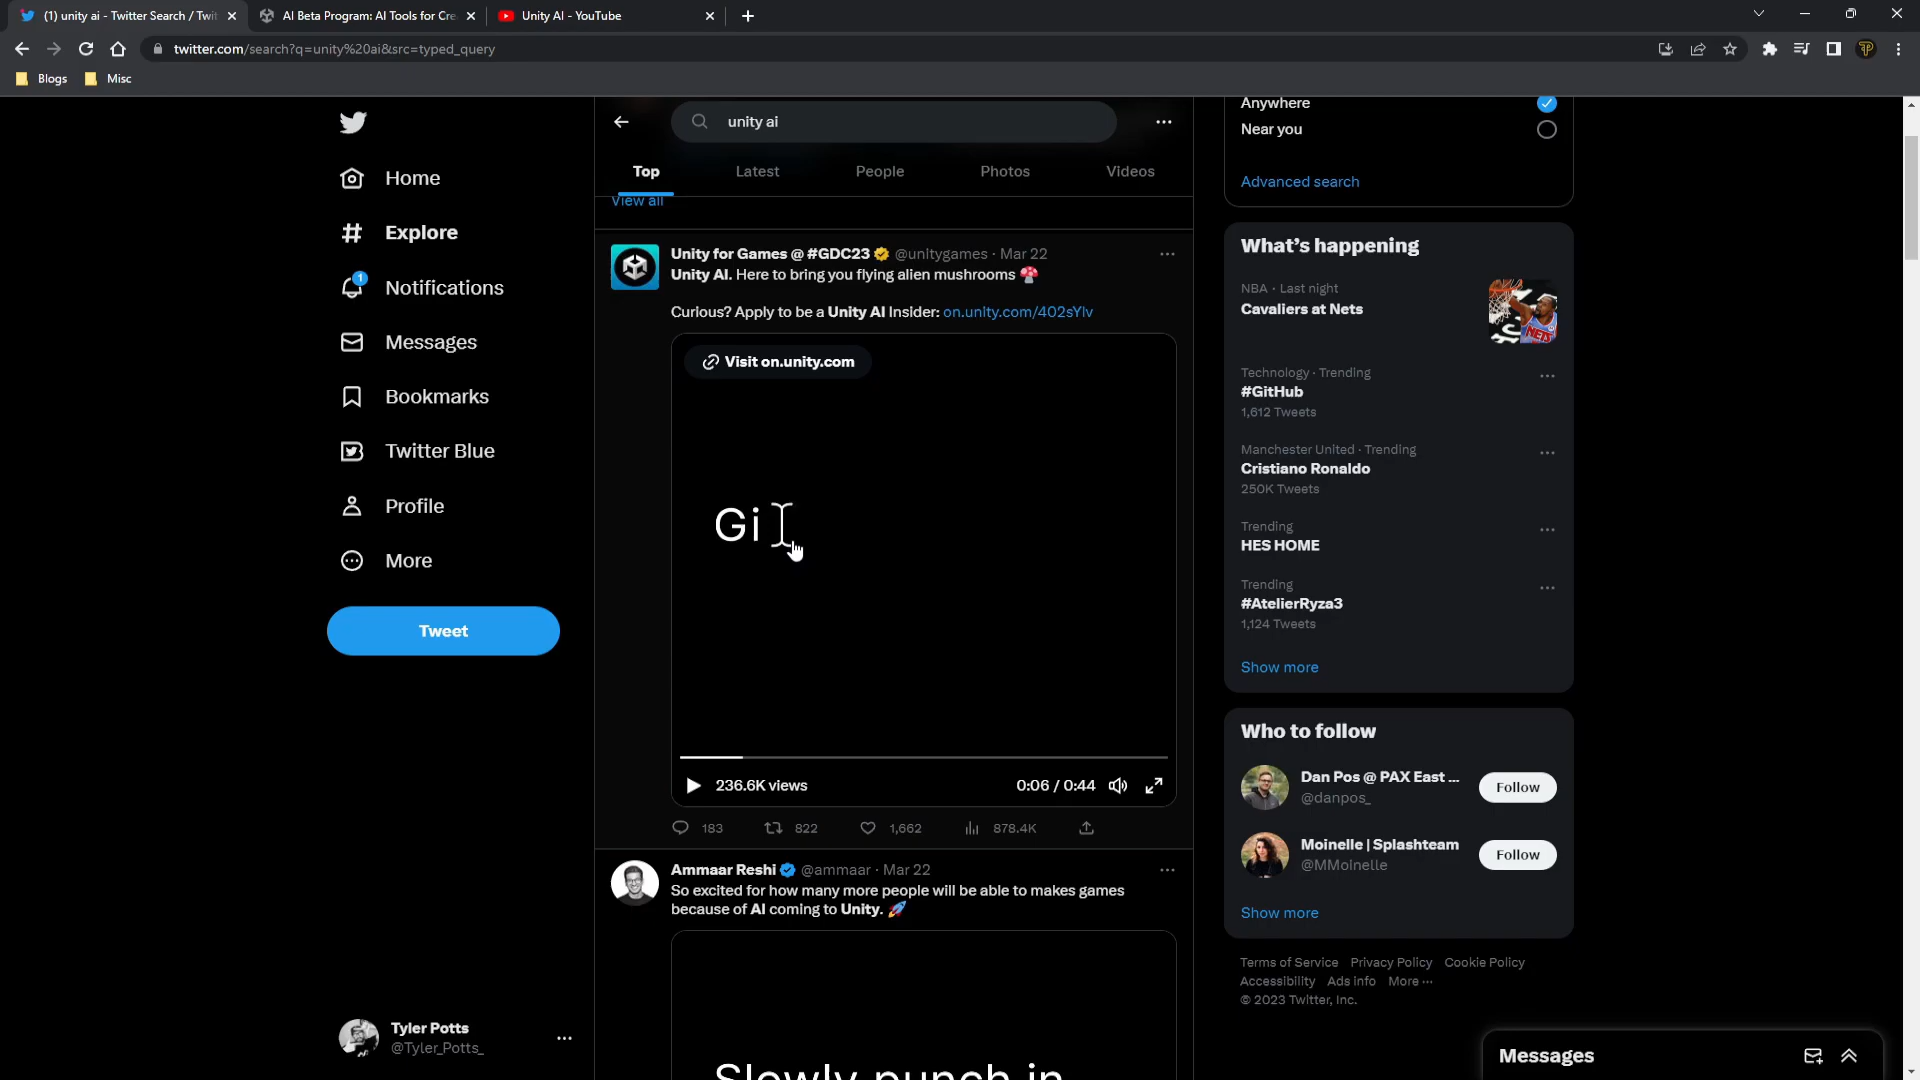 (1) unity ai - Twitter Search / Twit
AI Beta Program: AI Tools for Cre
Unity AI - YouTube
twitter.com/search?q=unity%20ai&src=typed_query
Blogs
Misc
Home
Explore
1
Notifications
Messages
Bookmarks
Twitter Blue
Profile
More
Tweet
Tyler Potts
@Tyler_Potts_
unity ai
Top
Latest
People
Photos
Videos
View all
Unity for Games @ #GDC23 @unitygames · Mar 22
Unity AI. Here to bring you flying alien mushrooms 🍄
Curious? Apply to be a Unity AI Insider: on.unity.com/402sYlv
Visit on.unity.com
Gi
236.6K views
0:06 / 0:44
183
822
1,662
878.4K
Ammaar Reshi @ammaar · Mar 22
So excited for how many more people will be able to makes games
because of AI coming to Unity. 🚀
Slowly punch in
Anywhere
Near you
Advanced search
What's happening
NBA · Last night
Cavaliers at Nets
Technology · Trending
#GitHub
1,612 Tweets
Manchester United · Trending
Cristiano Ronaldo
250K Tweets
Trending
HES HOME
Trending
#AtelierRyza3
1,124 Tweets
Show more
Who to follow
Dan Pos @ PAX East ...
@danpos_
Follow
Moinelle | Splashteam
@MMoinelle
Follow
Show more
Terms of Service Privacy Policy Cookie Policy
Accessibility Ads info More ···
© 2023 Twitter, Inc.
Messages